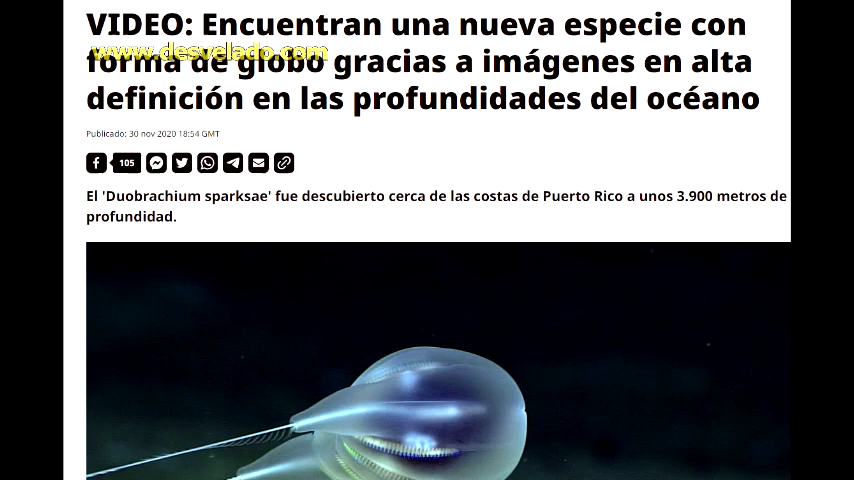 VIDEO: Encuentran una nueva especie con
www.desvelado.com
forma de globo gracias a imágenes en alta
definición en las profundidades del océano
Publicado: 30 nov 2020 18:54 GMT
105
El 'Duobrachium sparksae' fue descubierto cerca de las costas de Puerto Rico a unos 3.900 metros de
profundidad.